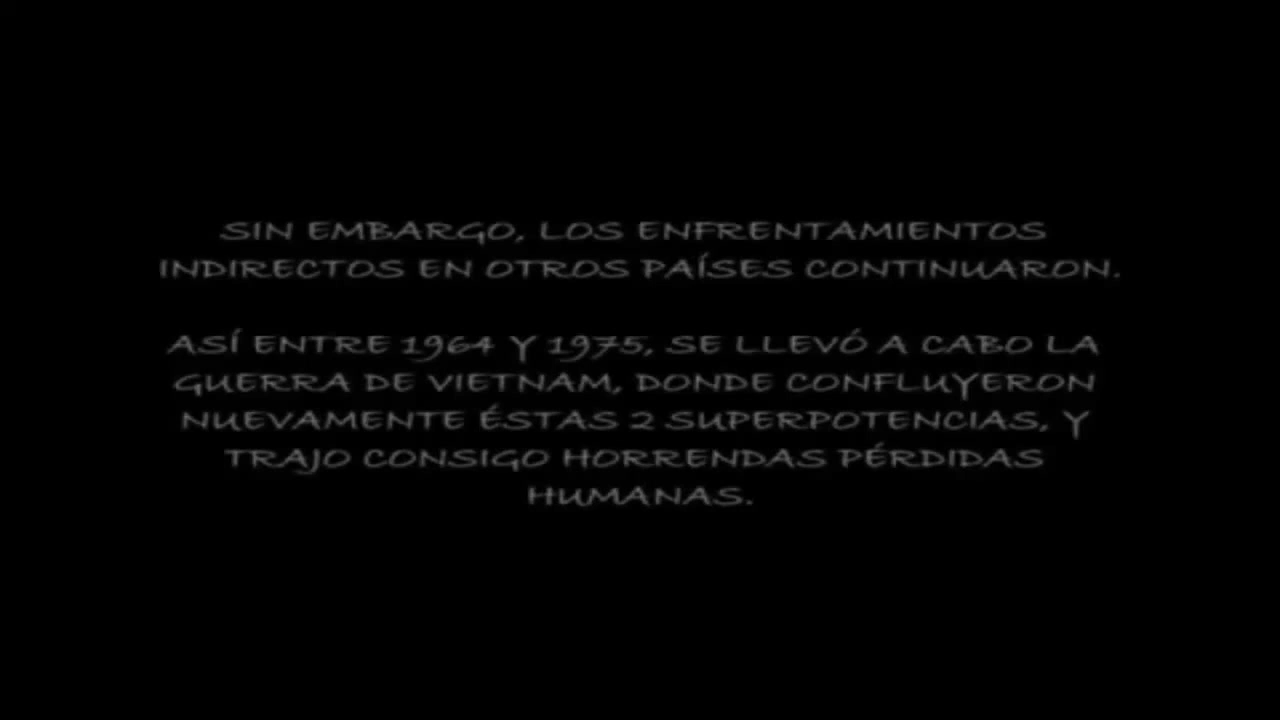 SIN EMBARGO, LOS ENFRENTAMIENTOS
INDIRECTOS EN OTROS PAÍSES CONTINUARON.
ASÍ ENTRE 1964 Y 1975, SE LLEVÓ A CABO LA
GUERRA DE VIETNAM, DONDE CONFLUYERON
NUEVAMENTE ÉSTAS 2 SUPERPOTENCIAS, Y
TRAJO CONSIGO HORRENDAS PÉRDIDAS
HUMANAS.